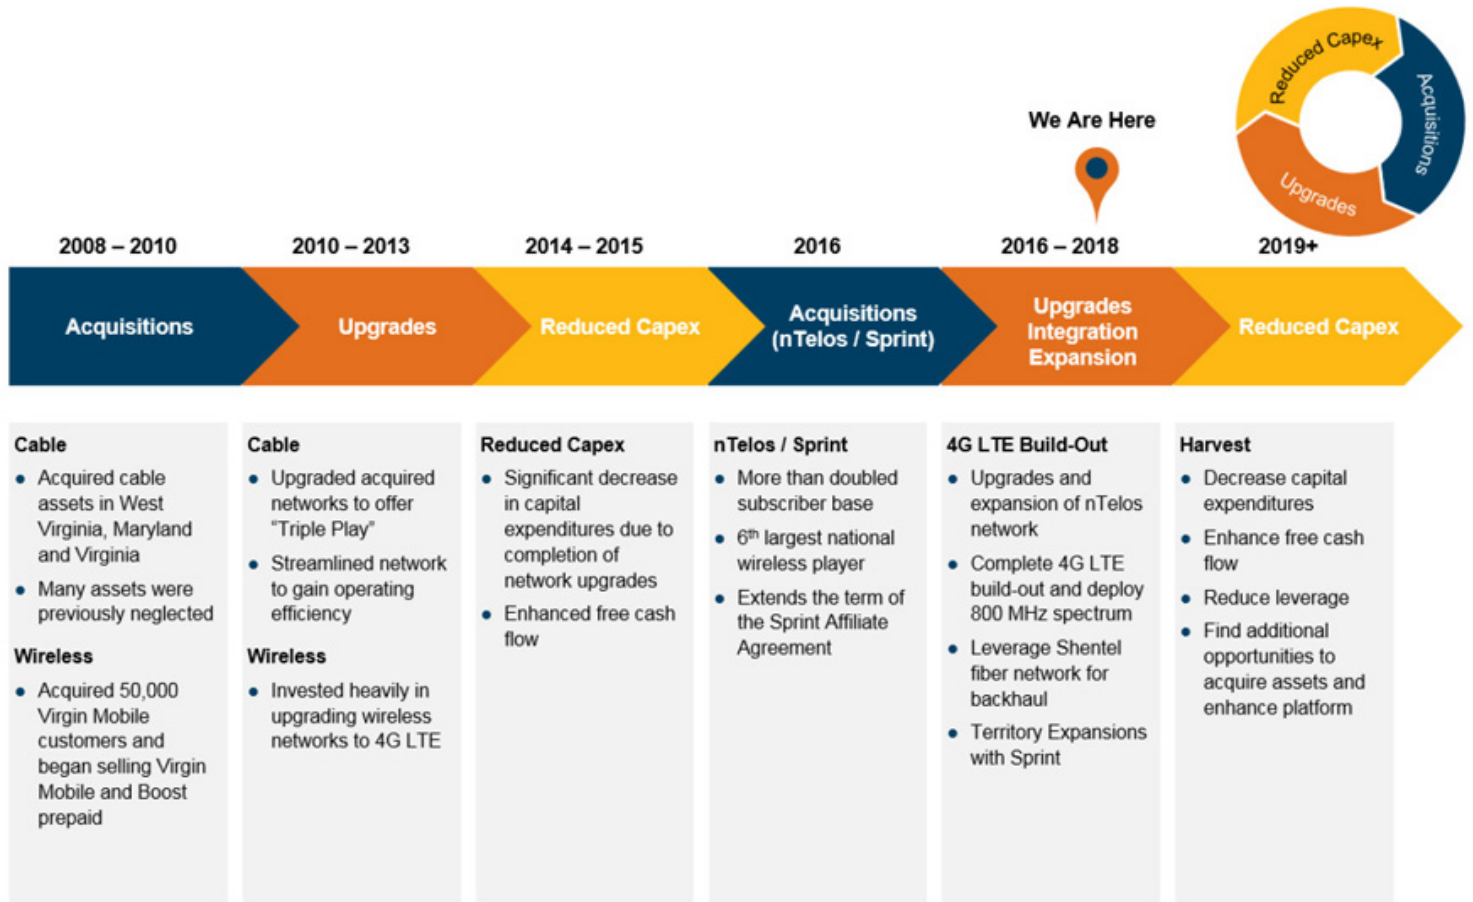 Reduced Capex
Acquisitions
Upgrades
We Are Here
2008 – 2010
2010 – 2013
2014 – 2015
2016
2016 – 2018
2019+
Acquisitions
Upgrades
Reduced Capex
Acquisitions
(nTelos / Sprint)
Upgrades
Integration
Expansion
Reduced Capex
Cable
• Acquired cable
assets in West
Virginia, Maryland
and Virginia
• Many assets were
previously neglected
Wireless
• Acquired 50,000
Virgin Mobile
customers and
began selling Virgin
Mobile and Boost
prepaid
Cable
• Upgraded acquired
networks to offer
“Triple Play”
• Streamlined network
to gain operating
efficiency
Wireless
• Invested heavily in
upgrading wireless
networks to 4G LTE
Reduced Capex
• Significant decrease
in capital
expenditures due to
completion of
network upgrades
• Enhanced free cash
flow
nTelos / Sprint
• More than doubled
subscriber base
• 6th largest national
wireless player
• Extends the term of
the Sprint Affiliate
Agreement
4G LTE Build-Out
• Upgrades and
expansion of nTelos
network
• Complete 4G LTE
build-out and deploy
800 MHz spectrum
• Leverage Shentel
fiber network for
backhaul
• Territory Expansions
with Sprint
Harvest
• Decrease capital
expenditures
• Enhance free cash
flow
• Reduce leverage
• Find additional
opportunities to
acquire assets and
enhance platform